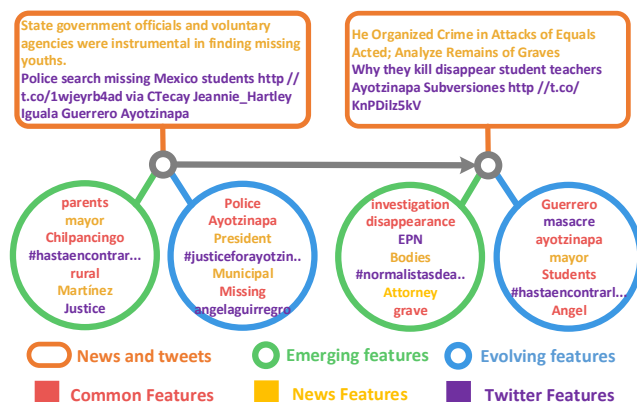 State government officials and voluntary
agencies were instrumental in finding missing
youths.
Police search missing Mexico students http //
t.co/1wjeyrb4ad via CTecay Jeannie_Hartley
Iguala Guerrero Ayotzinapa
He Organized Crime in Attacks of Equals
Acted; Analyze Remains of Graves
Why they kill disappear student teachers
Ayotzinapa Subversiones http //t.co/
KnPDilz5kV
parents
mayor
Chilpancingo
#hastaencontrar...
rural
Martínez
Justice
Police
Ayotzinapa
President
#justiceforayotzin..
Municipal
Missing
angelaguirregro
investigation
disappearance
EPN
Bodies
#normalistasdea..
Attorney
grave
Guerrero
masacre
ayotzinapa
mayor
Students
#hastaencontrarl...
Angel
News and tweets
Emerging features
Evolving features
Common Features
News Features
Twitter Features